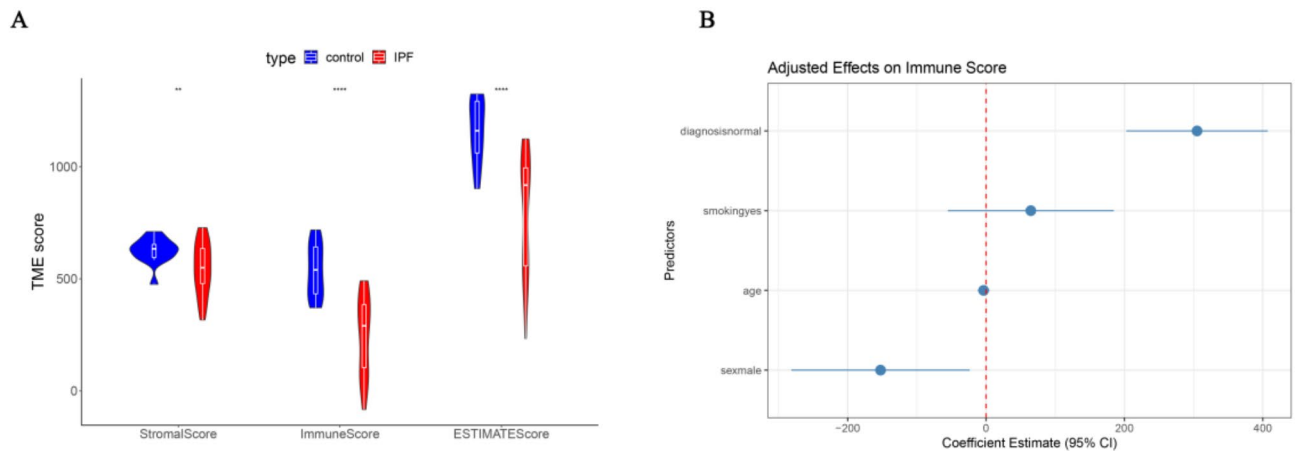 A
type control IPF
** **** ****
1000
500
0
TME score
StromalScore ImmuneScore ESTIMATEScore
B
Adjusted Effects on Immune Score
diagnosisnormal
smokingyes
age
sexmale
Predictors
−200 0 200 400
Coefficient Estimate (95% CI)